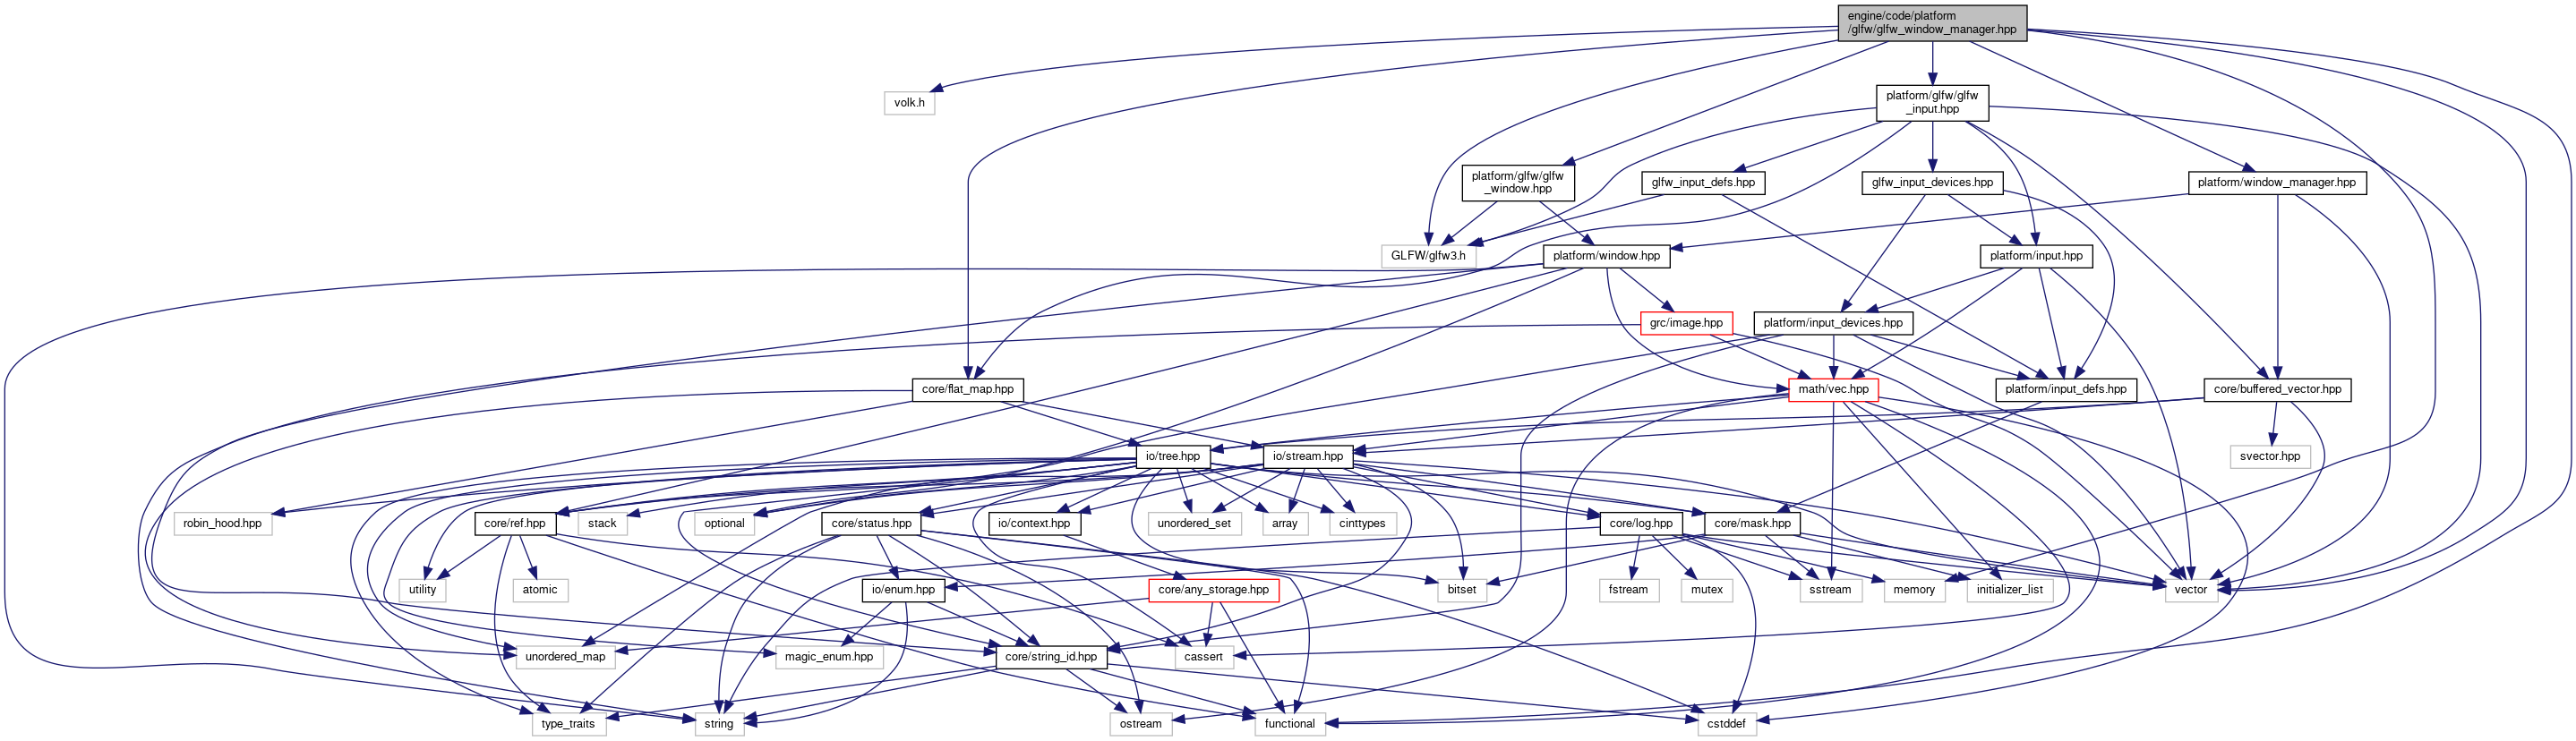 engine/code/platform
/glfw/glfw_window_manager.hpp
volk.h
platform/glfw/glfw
_input.hpp
platform/glfw/glfw
_window.hpp
glfw_input_defs.hpp
glfw_input_devices.hpp
platform/window_manager.hpp
GLFW/glfw3.h
platform/window.hpp
platform/input.hpp
grc/image.hpp
platform/input_devices.hpp
core/flat_map.hpp
math/vec.hpp
platform/input_defs.hpp
core/buffered_vector.hpp
io/tree.hpp
io/stream.hpp
svector.hpp
robin_hood.hpp
core/ref.hpp
stack
optional
core/status.hpp
io/context.hpp
unordered_set
array
cinttypes
core/log.hpp
core/mask.hpp
utility
atomic
io/enum.hpp
core/any_storage.hpp
bitset
fstream
mutex
sstream
memory
initializer_list
vector
unordered_map
magic_enum.hpp
core/string_id.hpp
cassert
type_traits
string
ostream
functional
cstddef